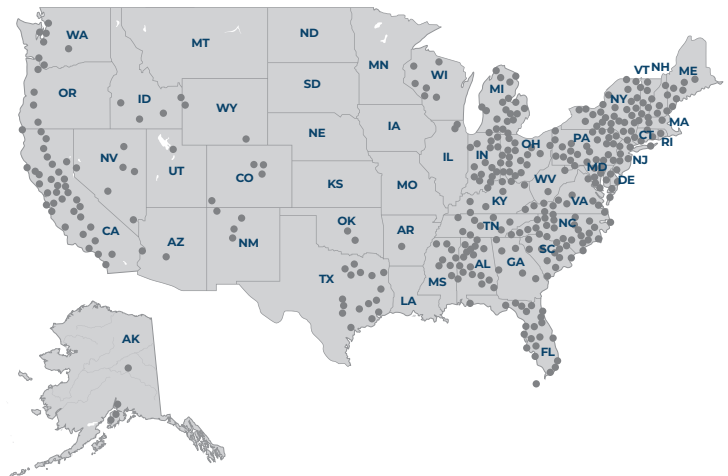 WA
MT
ND
MN
VT
NH
ME
OR
ID
WY
SD
WI
MI
NY
MA
CT
RI
NV
UT
CO
NE
IA
IL
IN
OH
PA
NJ
MD
DE
WV
KS
MO
KY
VA
CA
AZ
NM
OK
AR
TN
NC
SC
TX
LA
MS
AL
GA
FL
AK